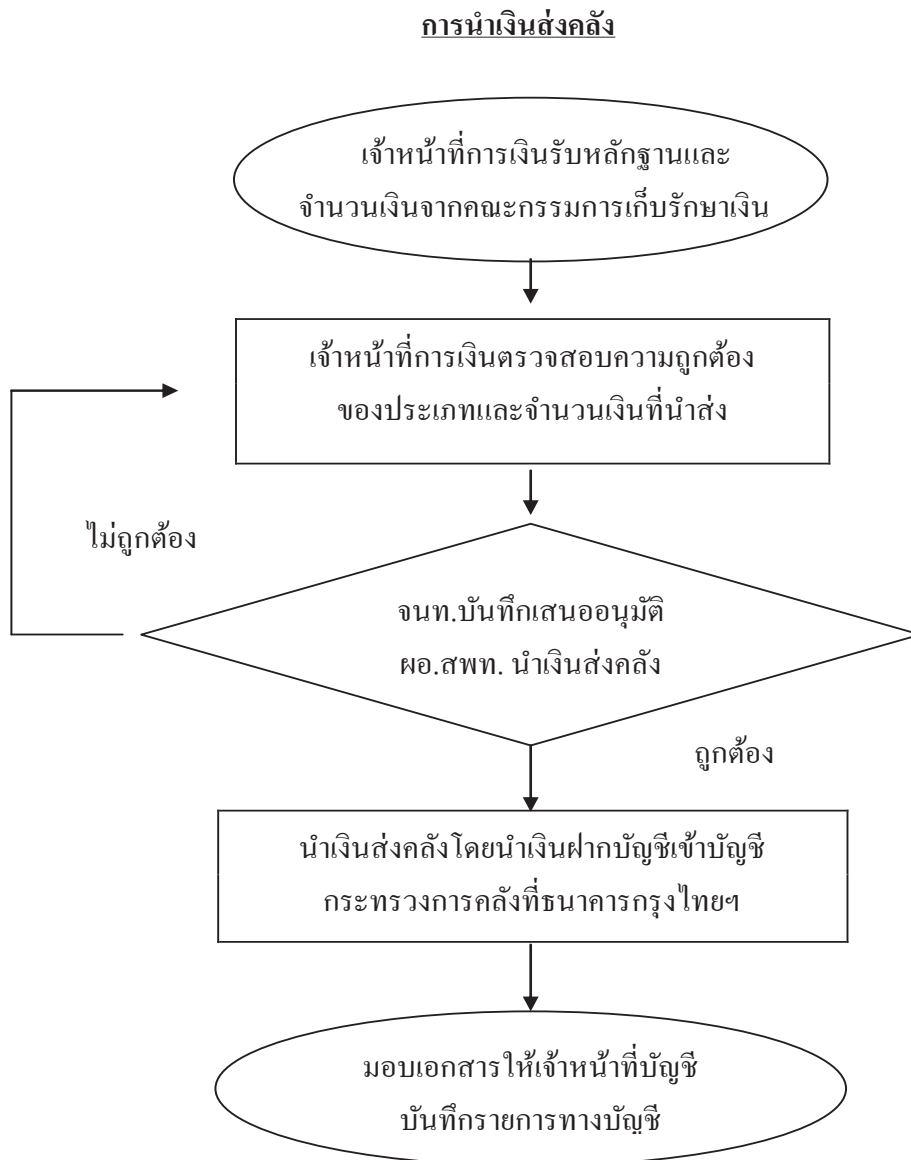 การนำเงินส่งคลัง
เจ้าหน้าที่การเงินรับหลักฐานและ
จำนวนเงินจากคณะกรรมการเก็บรักษาเงิน
เจ้าหน้าที่การเงินตรวจสอบความถูกต้อง
ของประเภทและจำนวนเงินที่นำส่ง
ไม่ถูกต้อง
จนท.บันทึกเสนออนุมัติ
ผอ.สพท. นำเงินส่งคลัง
ถูกต้อง
นำเงินส่งคลังโดยนำเงินฝากบัญชีเข้าบัญชี
กระทรวงการคลังที่ธนาคารกรุงไทยฯ
มอบเอกสารให้เจ้าหน้าที่บัญชี
บันทึกรายการทางบัญชี